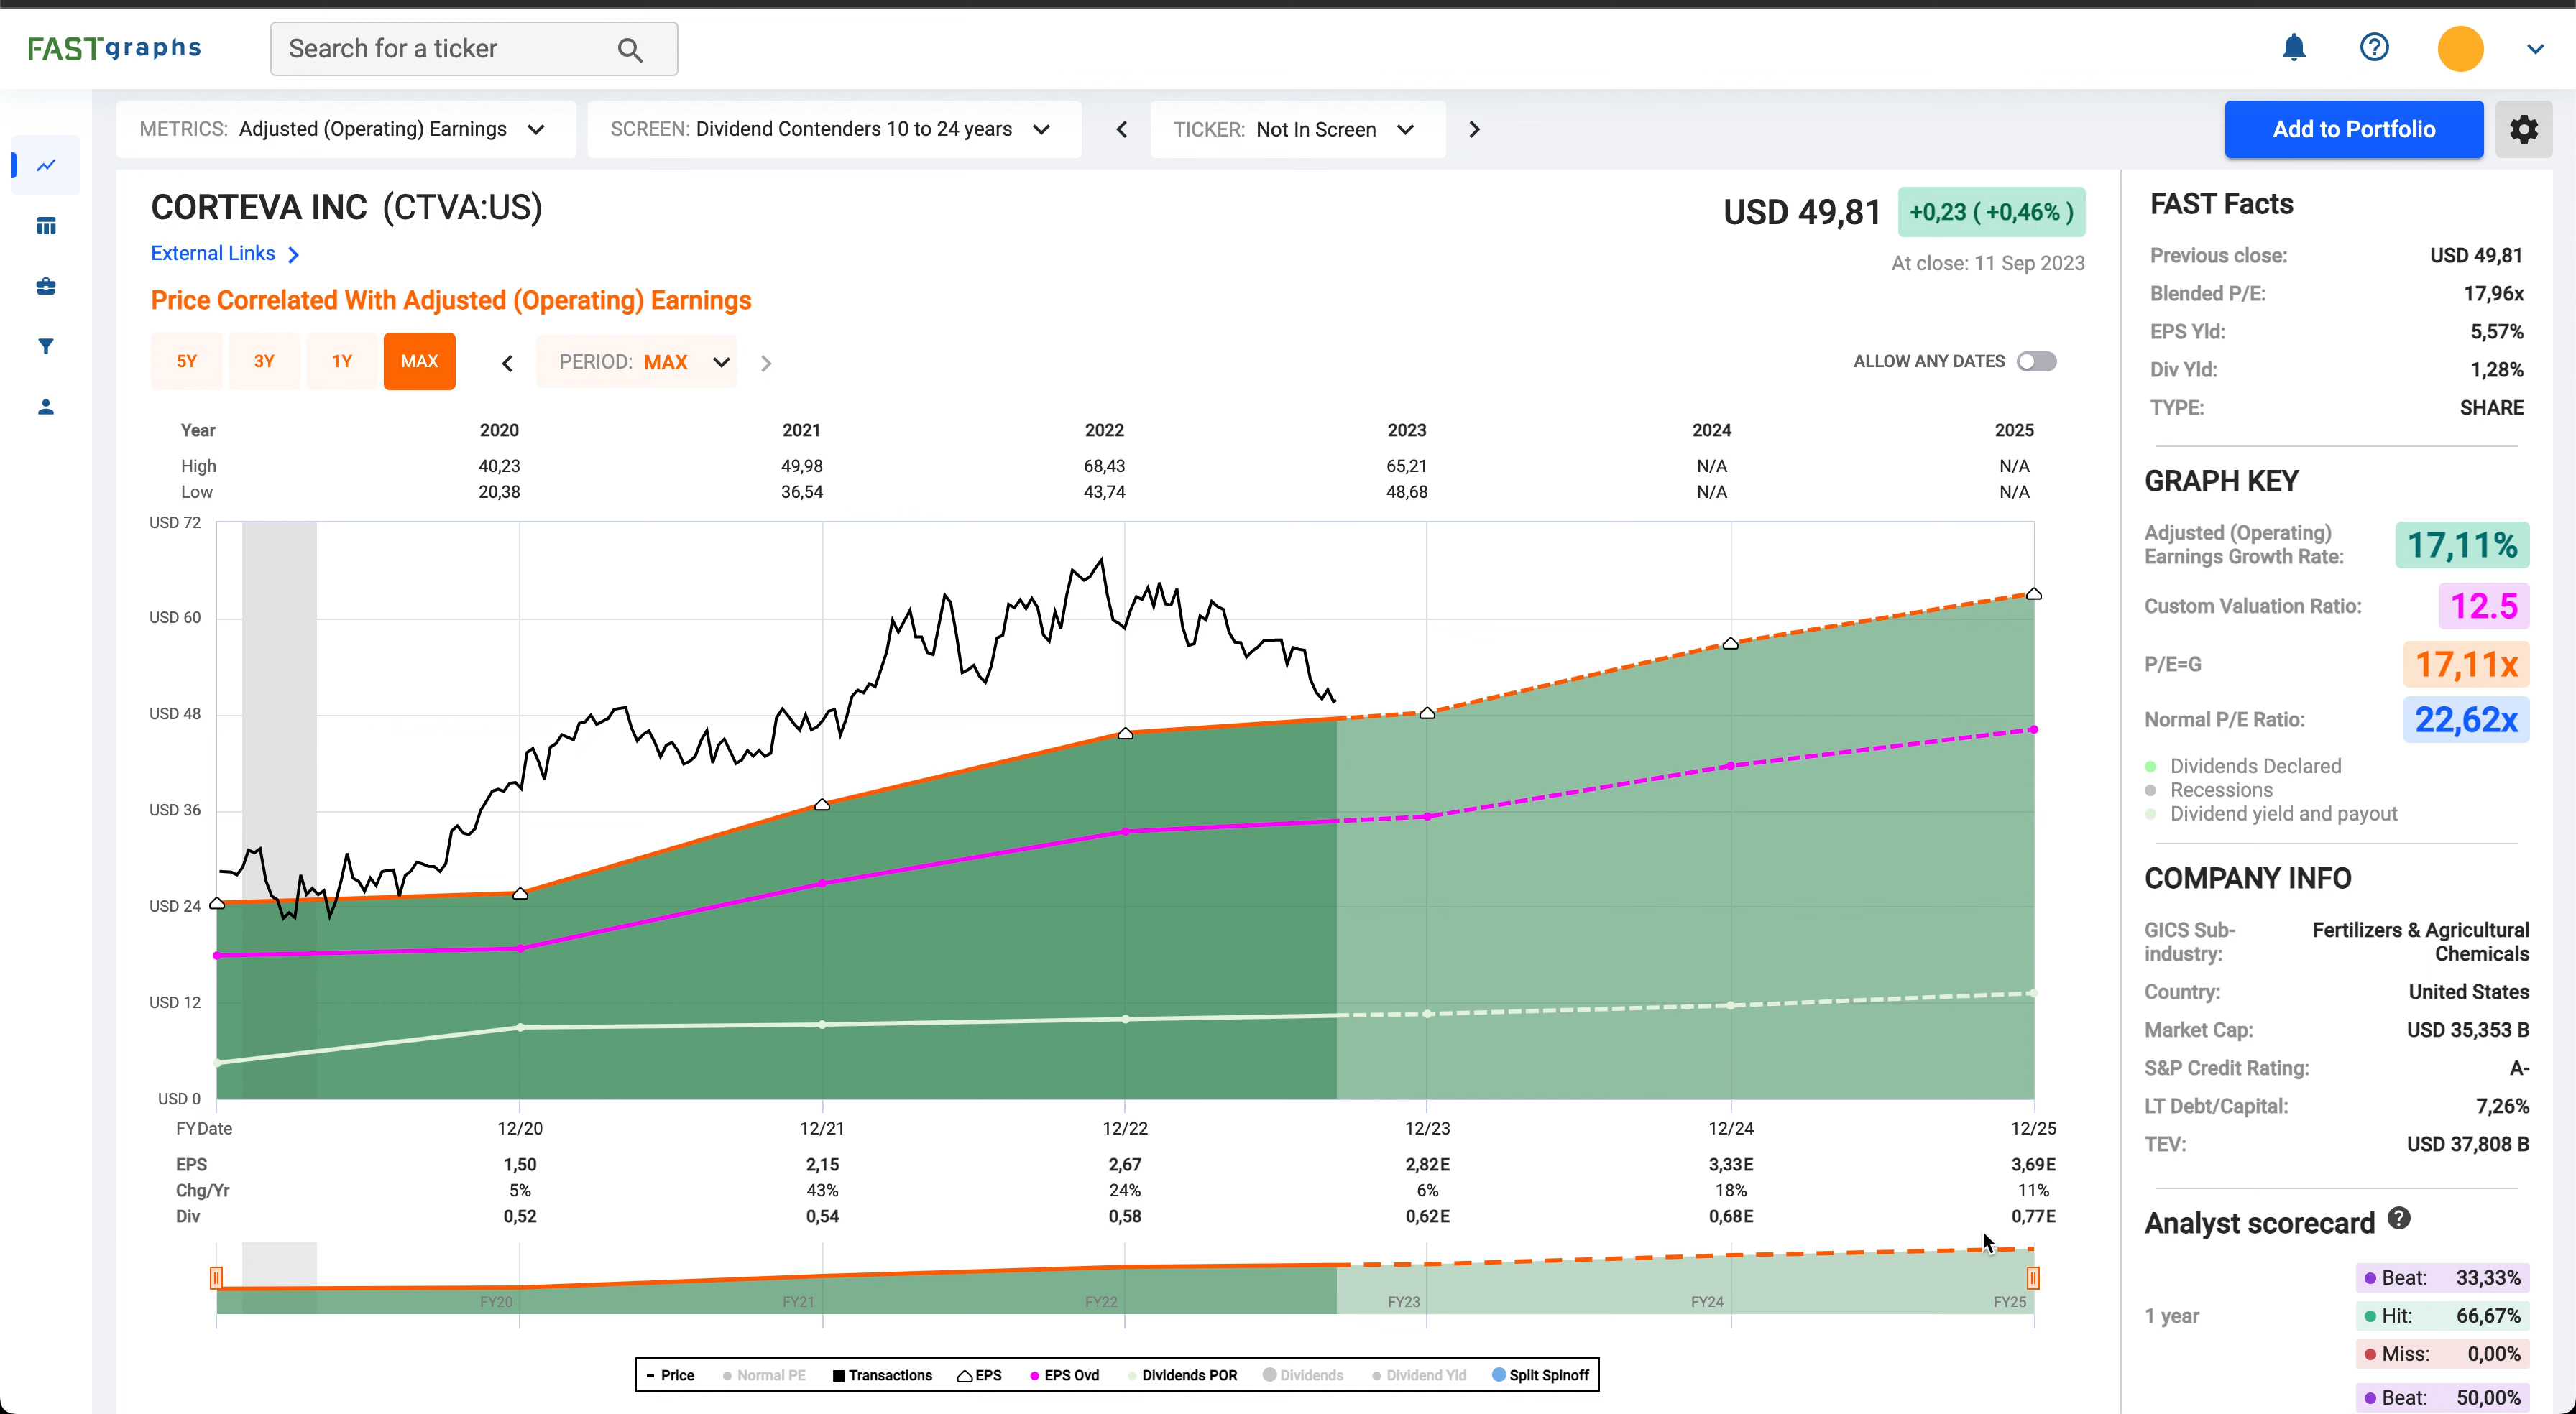 FASTgraphs
Search for a ticker
METRICS: Adjusted (Operating) Earnings
SCREEN: Dividend Contenders 10 to 24 years
TICKER: Not In Screen
Add to Portfolio
CORTEVA INC (CTVA:US)
USD 49,81 +0,23 ( +0,46% )
External Links
At close: 11 Sep 2023
Price Correlated With Adjusted (Operating) Earnings
5Y 3Y 1Y MAX PERIOD: MAX
ALLOW ANY DATES
Year 2020 2021 2022 2023 2024 2025
High 40,23 49,98 68,43 65,21 N/A N/A
Low 20,38 36,54 43,74 48,68 N/A N/A
USD 72
USD 60
USD 48
USD 36
USD 24
USD 12
USD 0
FYDate 12/20 12/21 12/22 12/23 12/24 12/25
EPS 1,50 2,15 2,67 2,82E 3,33E 3,69E
Chg/Yr 5% 43% 24% 6% 18% 11%
Div 0,52 0,54 0,58 0,62E 0,68E 0,77E
FY20 FY21 FY22 FY23 FY24 FY25
Price Normal PE Transactions EPS EPS Ovd Dividends POR Dividends Dividend Yld Split Spinoff
FAST Facts
Previous close: USD 49,81
Blended P/E: 17,96x
EPS Yld: 5,57%
Div Yld: 1,28%
TYPE: SHARE
GRAPH KEY
Adjusted (Operating)
Earnings Growth Rate: 17,11%
Custom Valuation Ratio: 12.5
P/E=G 17,11x
Normal P/E Ratio: 22,62x
Dividends Declared
Recessions
Dividend yield and payout
COMPANY INFO
GICS Sub- Fertilizers & Agricultural
industry: Chemicals
Country: United States
Market Cap: USD 35,353 B
S&P Credit Rating: A-
LT Debt/Capital: 7,26%
TEV: USD 37,808 B
Analyst scorecard
Beat: 33,33%
1 year Hit: 66,67%
Miss: 0,00%
Beat: 50,00%